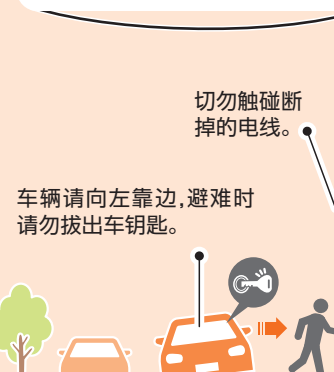 切勿触碰断
掉的电线。
车辆请向左靠边,避难时
请勿拔出车钥匙。